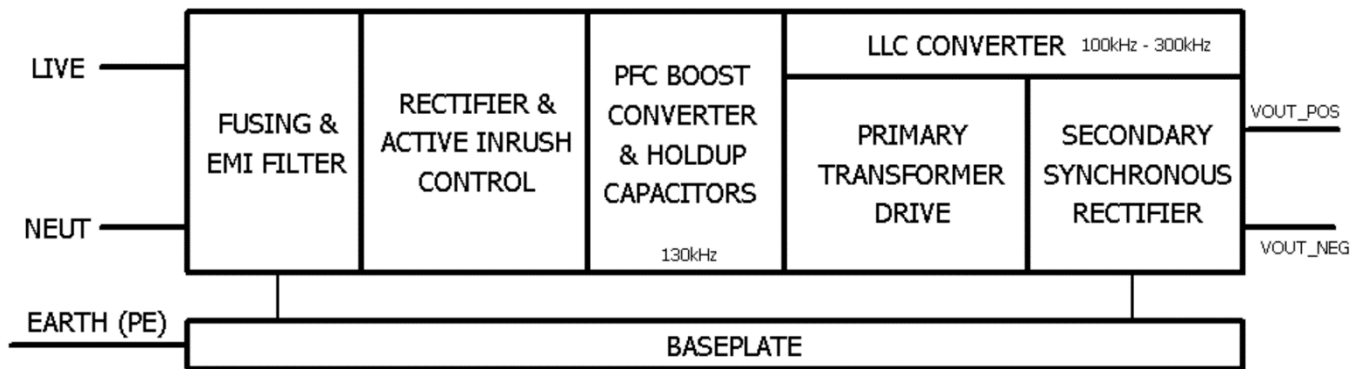 LIVE
NEUT
EARTH (PE)
FUSING &
EMI FILTER
RECTIFIER &
ACTIVE INRUSH
CONTROL
PFC BOOST
CONVERTER
& HOLDUP
CAPACITORS
130kHz
LLC CONVERTER 100kHz - 300kHz
PRIMARY
TRANSFORMER
DRIVE
SECONDARY
SYNCHRONOUS
RECTIFIER
VOUT_POS
VOUT_NEG
BASEPLATE